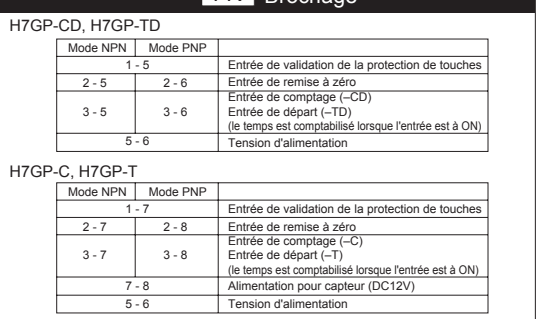 Brochage
H7GP-CD, H7GP-TD
Mode NPN Mode PNP
1 - 5 Entrée de validation de la protection de touches
2 - 5 2 - 6 Entrée de remise à zéro
3 - 5 3 - 6 Entrée de comptage (–CD)
Entrée de départ (–TD)
(le temps est comptabilisé lorsque l'entrée est à ON)
5 - 6 Tension d'alimentation
H7GP-C, H7GP-T
Mode NPN Mode PNP
1 - 7 Entrée de validation de la protection de touches
2 - 7 2 - 8 Entrée de remise à zéro
3 - 7 3 - 8 Entrée de comptage (–C)
Entrée de départ (–T)
(le temps est comptabilisé lorsque l'entrée est à ON)
7 - 8 Alimentation pour capteur (DC12V)
5 - 6 Tension d'alimentation